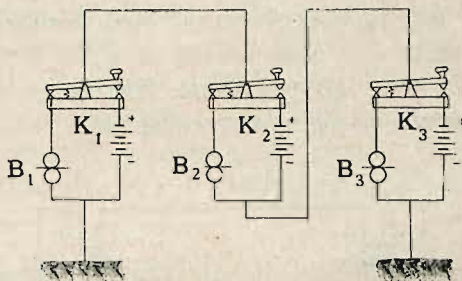 K₁ K₂ K₃
+ + +
B₁ B₂ B₃
- - -